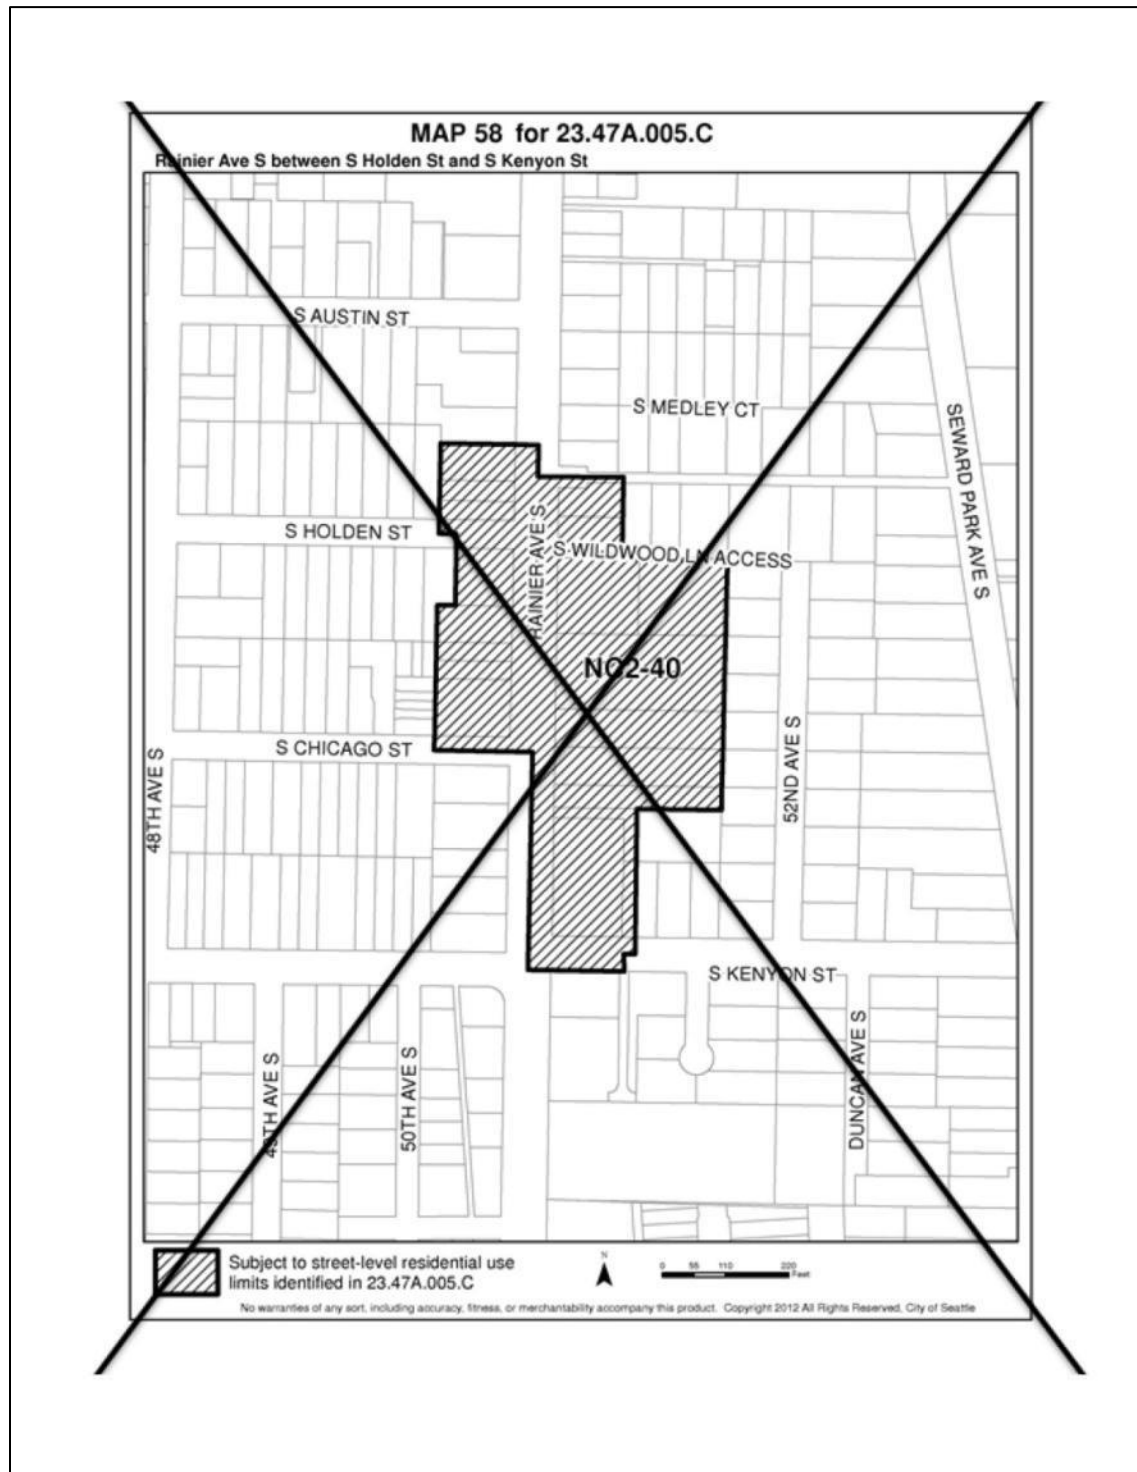 MAP 58 for 23.47A.005.C
Rainier Ave S between S Holden St and S Kenyon St
S AUSTIN ST
S MEDLEY CT
SEWARD PARK AVE S
S HOLDEN ST
RAINIER AVE S
S WILDWOOD LN ACCESS
NC2-40
S CHICAGO ST
48TH AVE S
52ND AVE S
S KENYON ST
49TH AVE S
50TH AVE S
DUNCAN AVE S
Subject to street-level residential use
limits identified in 23.47A.005.C
N
0 55 110 220
Feet
No warranties of any sort, including accuracy, fitness, or merchantability accompany this product. Copyright 2012 All Rights Reserved, City of Seattle